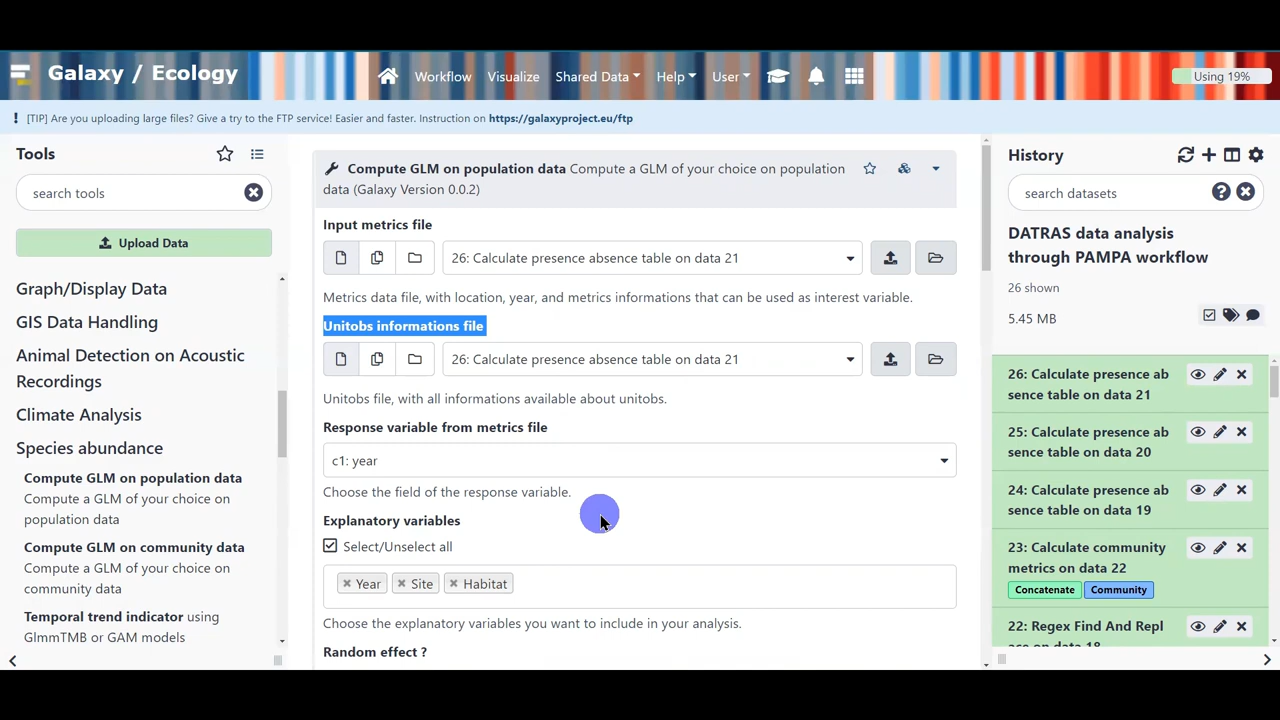 Galaxy / Ecology
Workflow Visualize Shared Data Help User
Using 19%
! [TIP] Are you uploading large files? Give a try to the FTP service! Easier and faster. Instruction on https://galaxyproject.eu/ftp
Tools
search tools
Upload Data
Graph/Display Data
GIS Data Handling
Animal Detection on Acoustic
Recordings
Climate Analysis
Species abundance
Compute GLM on population data
Compute a GLM of your choice on
population data
Compute GLM on community data
Compute a GLM of your choice on
community data
Temporal trend indicator using
GlmmTMB or GAM models
Compute GLM on population data Compute a GLM of your choice on population
data (Galaxy Version 0.0.2)
Input metrics file
26: Calculate presence absence table on data 21
Metrics data file, with location, year, and metrics informations that can be used as interest variable.
Unitobs informations file
26: Calculate presence absence table on data 21
Unitobs file, with all informations available about unitobs.
Response variable from metrics file
c1: year
Choose the field of the response variable.
Explanatory variables
Select/Unselect all
Year Site Habitat
Choose the explanatory variables you want to include in your analysis.
Random effect ?
History
search datasets
DATRAS data analysis
through PAMPA workflow
26 shown
5.45 MB
26: Calculate presence ab
sence table on data 21
25: Calculate presence ab
sence table on data 20
24: Calculate presence ab
sence table on data 19
23: Calculate community
metrics on data 22
Concatenate Community
22: Regex Find And Repl
ace on data 18